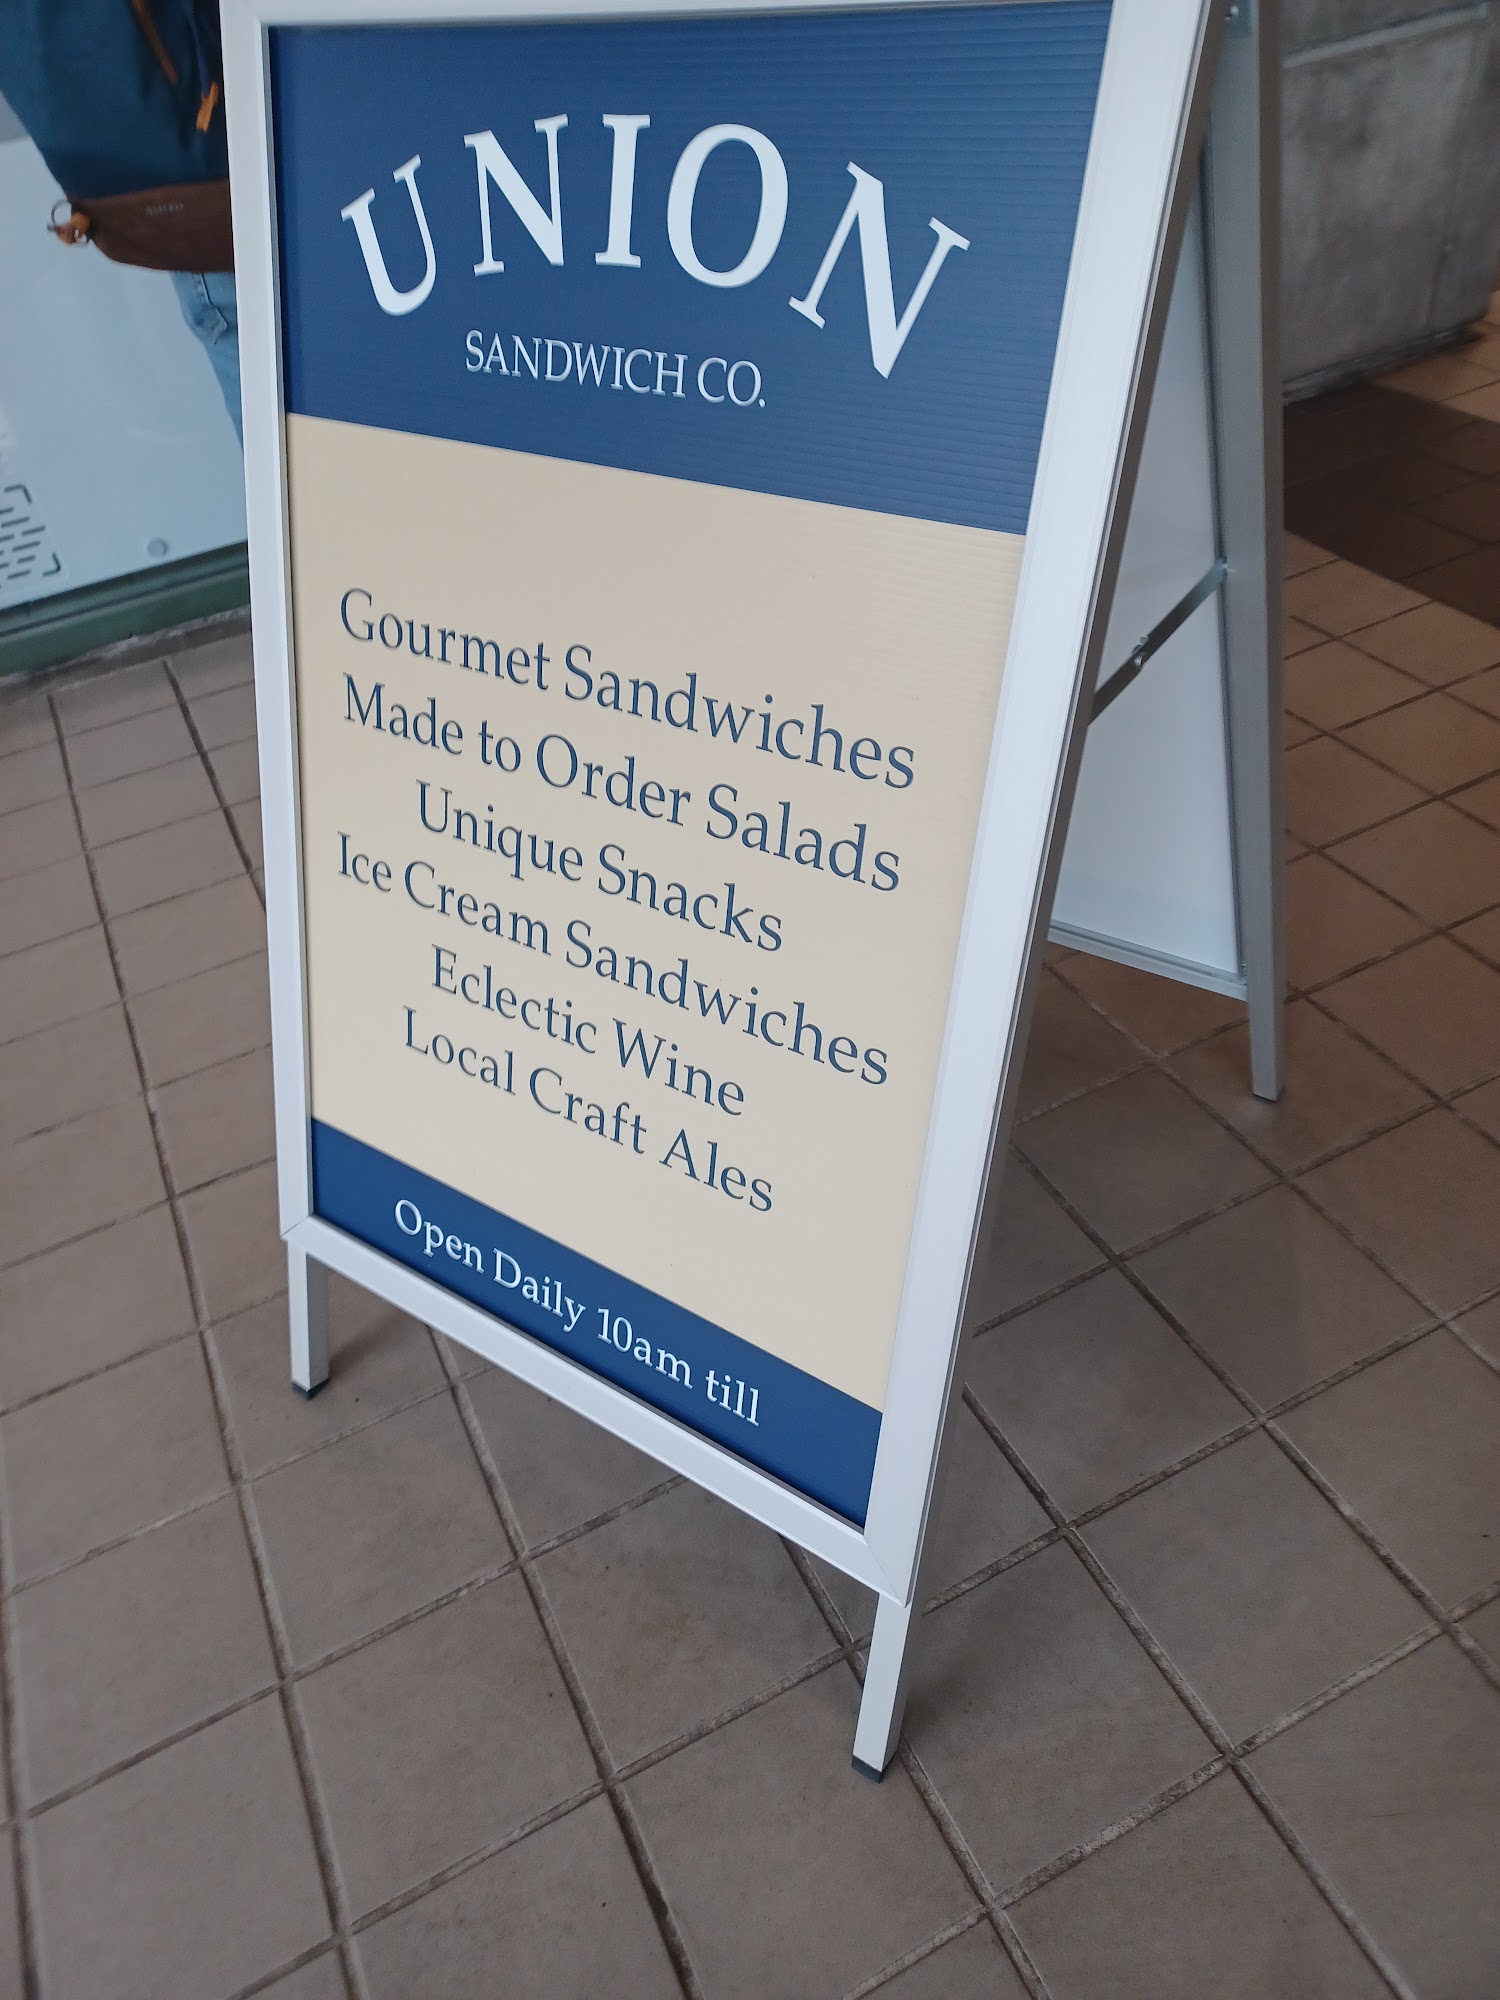 UNION
SANDWICH CO.
Gourmet Sandwiches
Made to Order Salads
Unique Snacks
Ice Cream Sandwiches
Eclectic Wine
Local Craft Ales
Open Daily 10am till